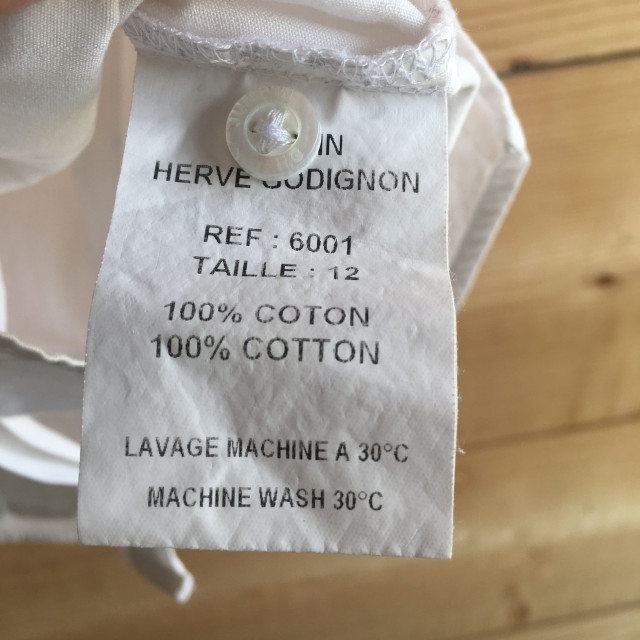 HERVE GODIGNON
REF : 6001
TAILLE : 12
100% COTON
100% COTTON
LAVAGE MACHINE A 30°C
MACHINE WASH 30°C